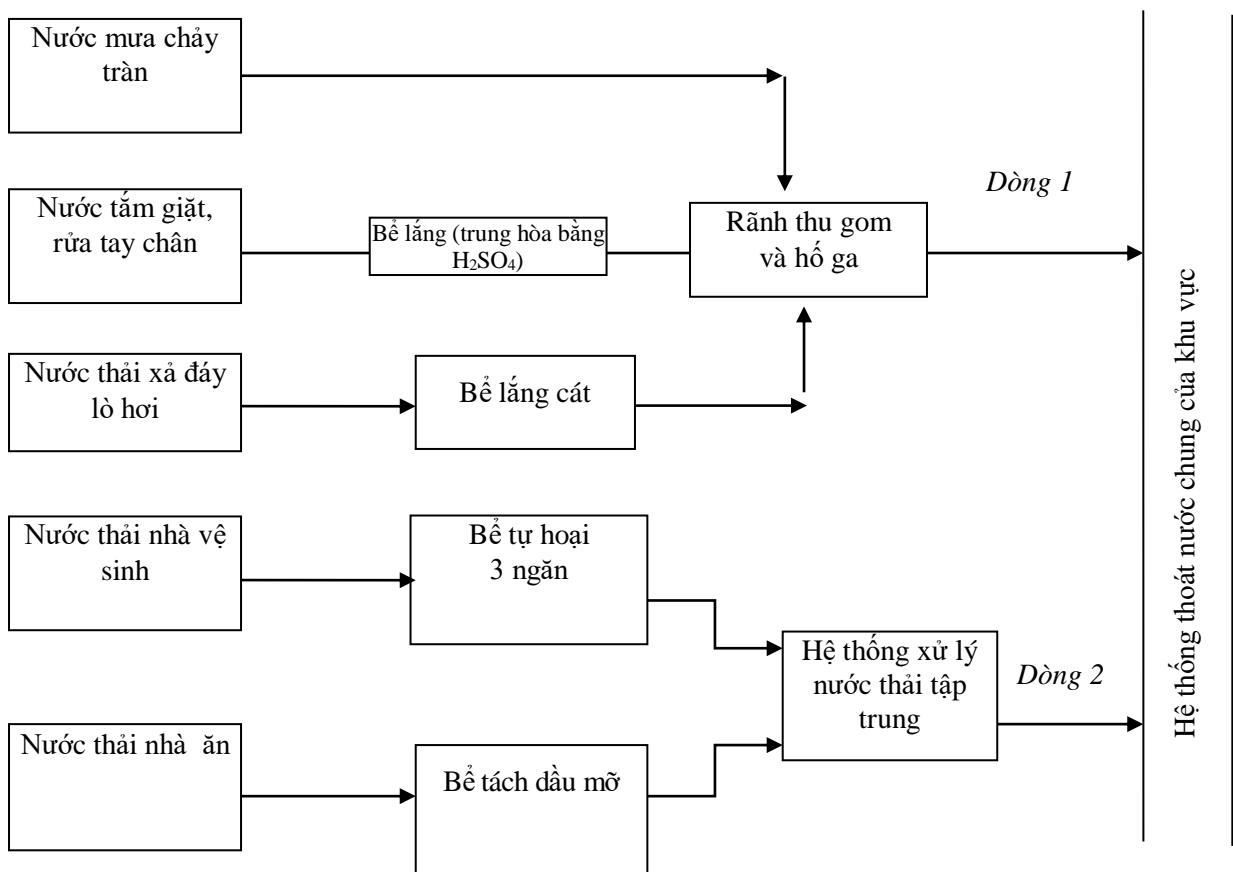 Nước mưa chảy
tràn
Nước tắm giặt,
rửa tay chân
Bể lắng (trung hòa bằng
H₂SO₄)
Rãnh thu gom
và hố ga
Dòng 1
Nước thải xả đáy
lò hơi
Bể lắng cát
Nước thải nhà vệ
sinh
Bể tự hoại
3 ngăn
Hệ thống xử lý
nước thải tập
trung
Dòng 2
Nước thải nhà ăn
Bể tách dầu mỡ
Hệ thống thoát nước chung của khu vực